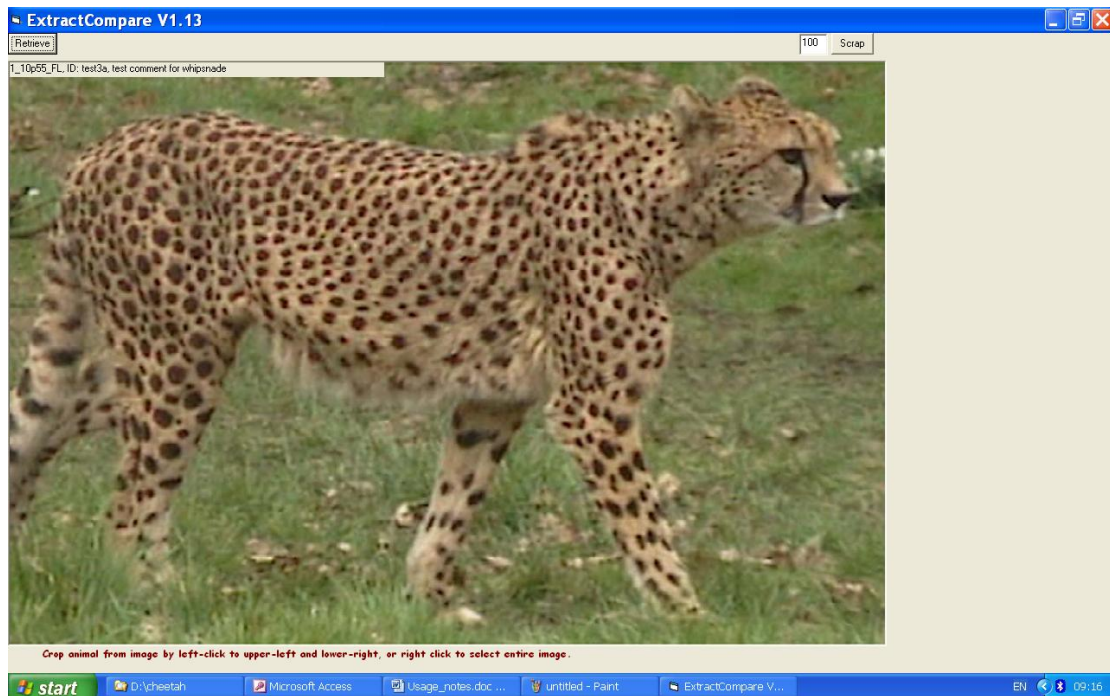 ExtractCompare V1.13
Retrieve
100 Scrap
1_10p55_FL, ID: test3a, test comment for whipsnade
Crop animal from image by left-click to upper-left and lower-right, or right click to select entire image.
start D:\cheetah Microsoft Access Usage_notes.doc ... untitled - Paint ExtractCompare V... EN 09:16